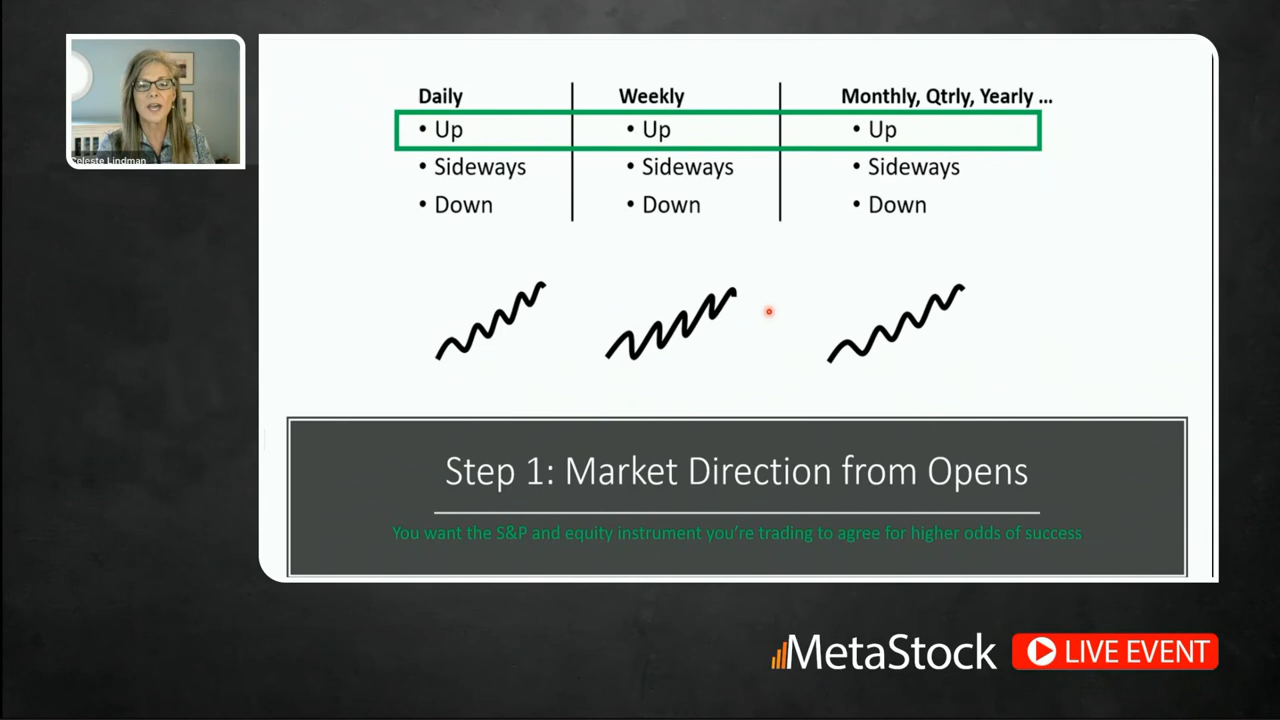 Celeste Lindman
Daily Weekly Monthly, Qtrly, Yearly ...
• Up • Up • Up
• Sideways • Sideways • Sideways
• Down • Down • Down
Step 1: Market Direction from Opens
You want the S&P and equity instrument you're trading to agree for higher odds of success
MetaStock LIVE EVENT